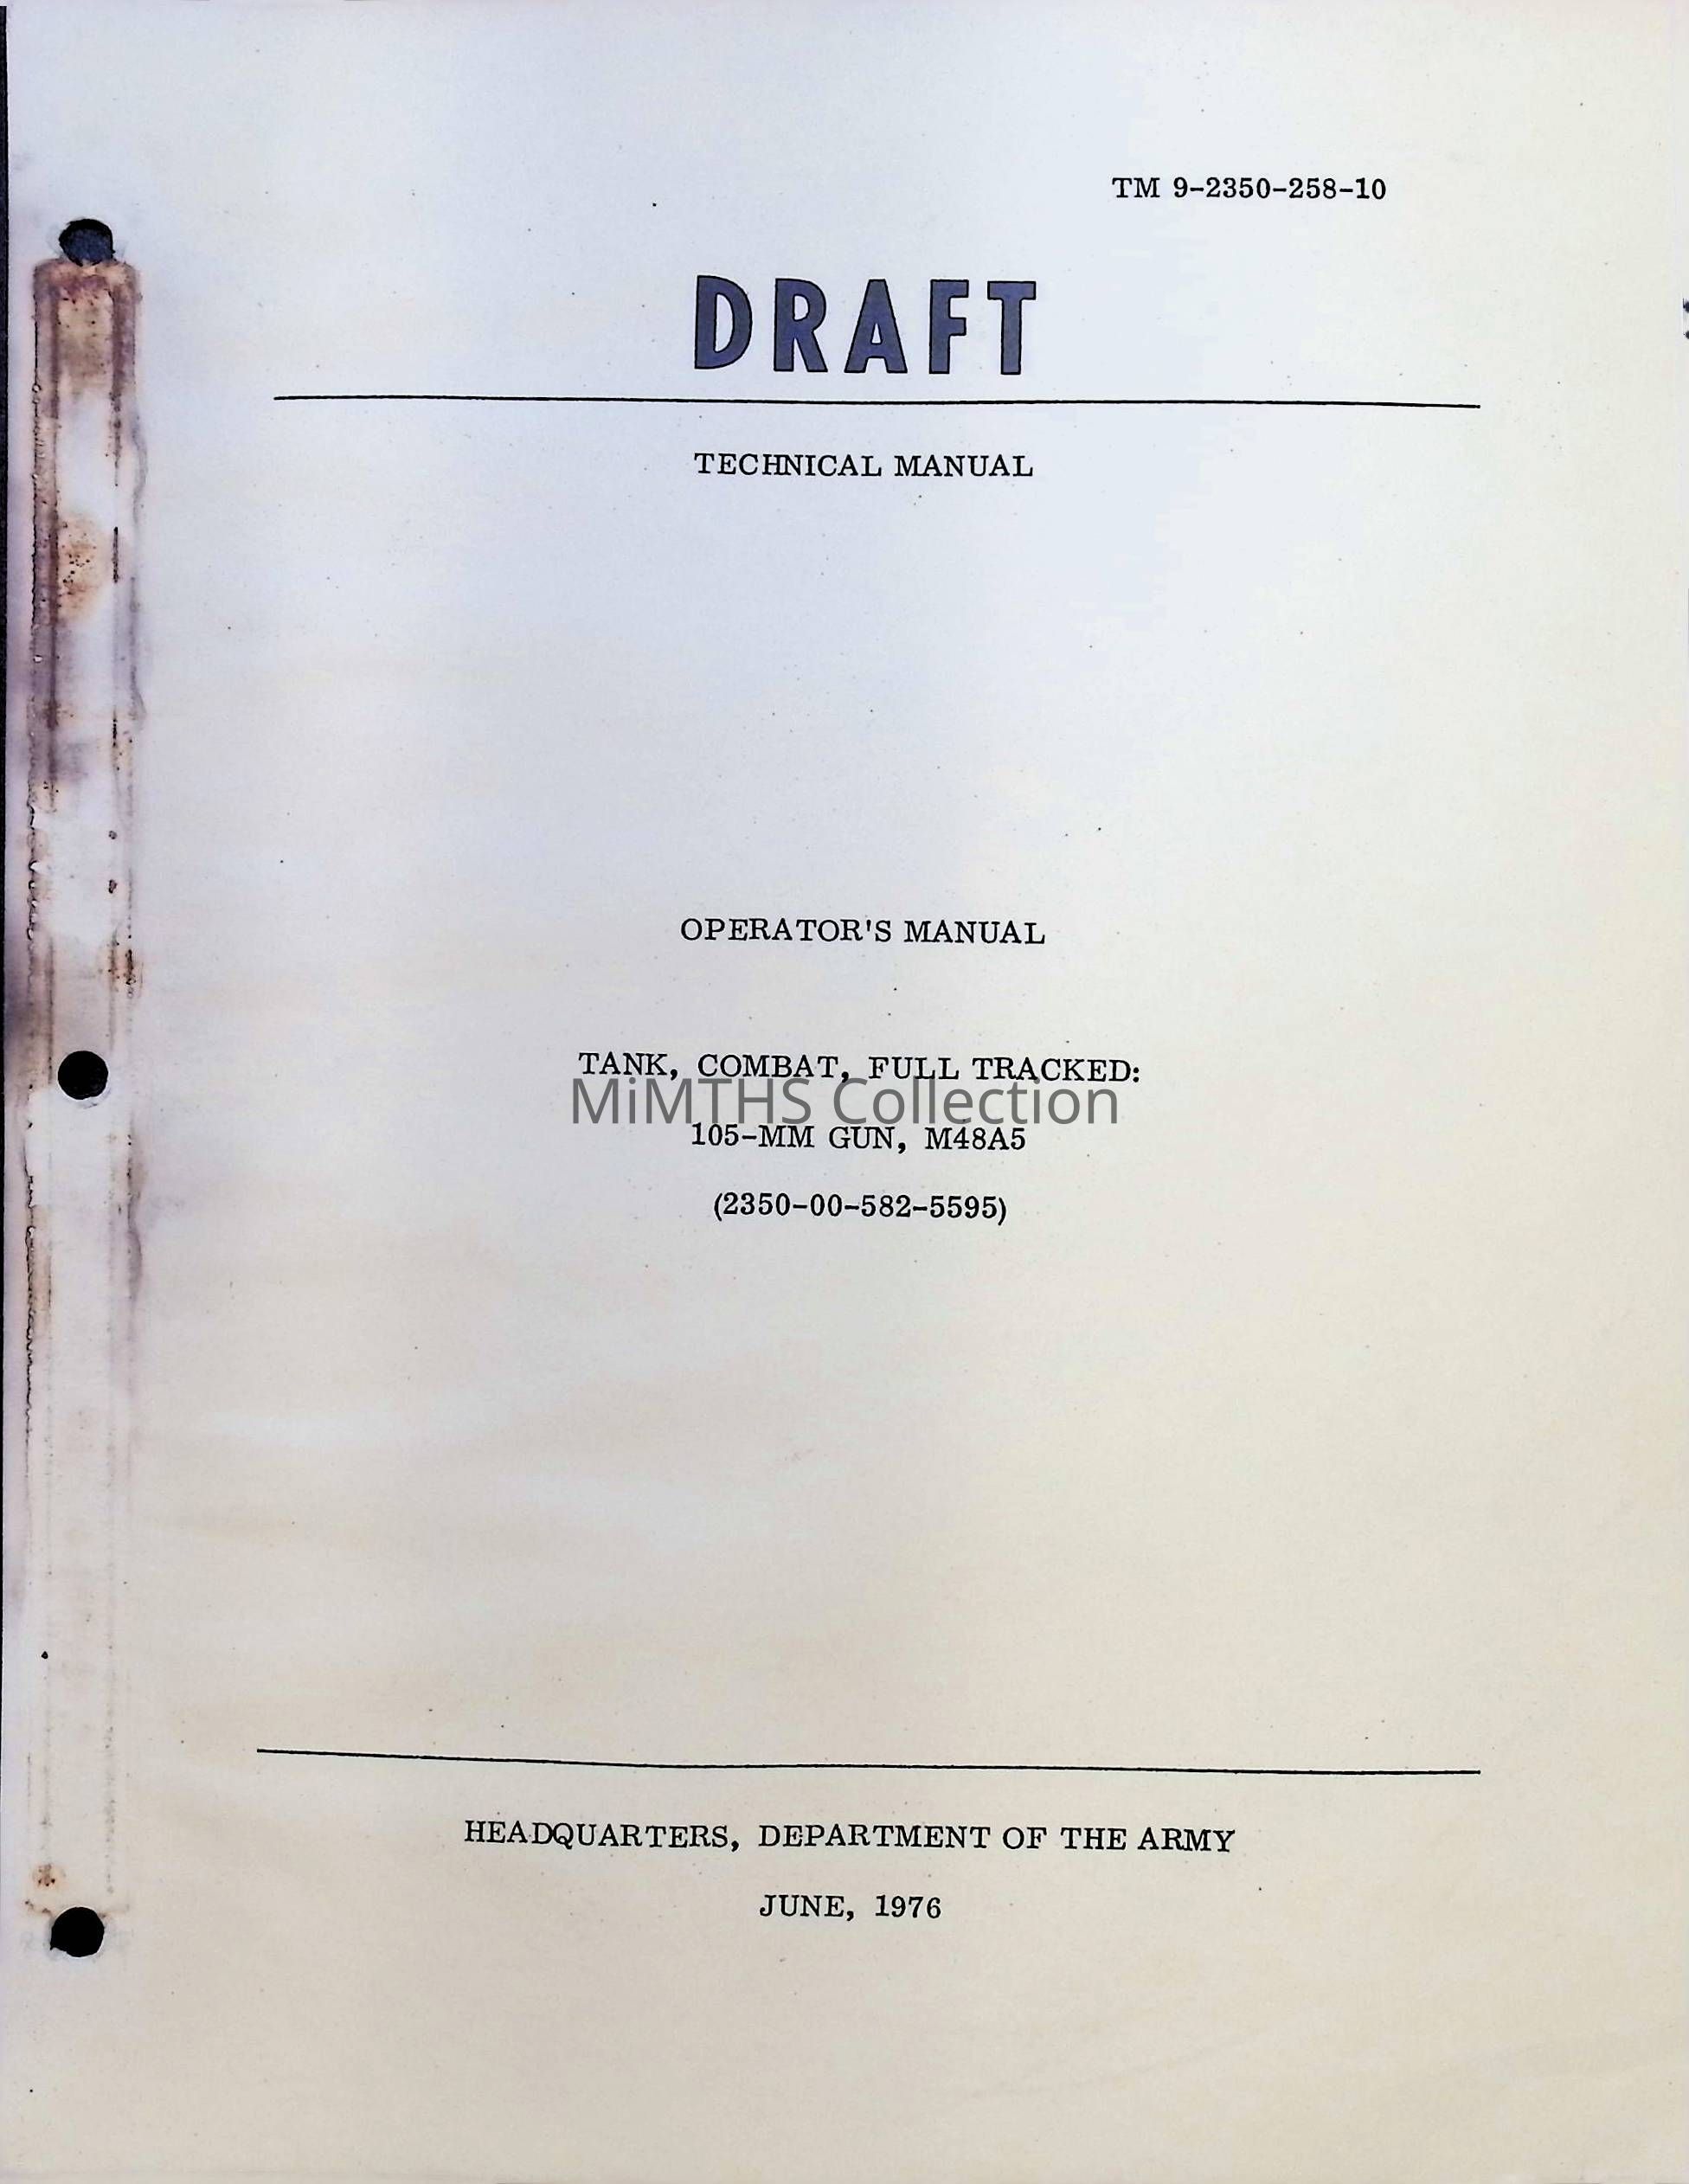 TM 9-2350-258-10
DRAFT
TECHNICAL MANUAL
OPERATOR'S MANUAL
TANK, COMBAT, FULL TRACKED:
MiMTHS Collection
105-MM GUN, M48A5
(2350-00-582-5595)
HEADQUARTERS, DEPARTMENT OF THE ARMY
JUNE, 1976